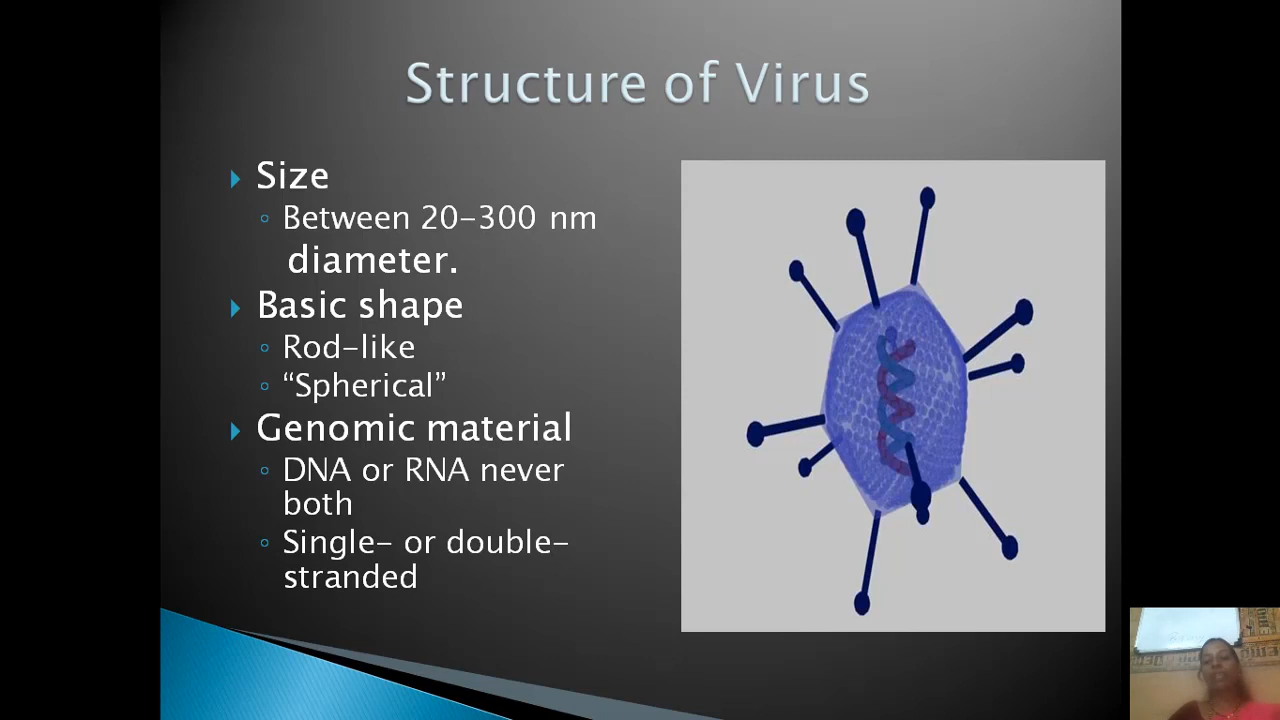 Structure of Virus
Size
Between 20-300 nm
diameter.
Basic shape
Rod-like
“Spherical”
Genomic material
DNA or RNA never
both
Single- or double-
stranded